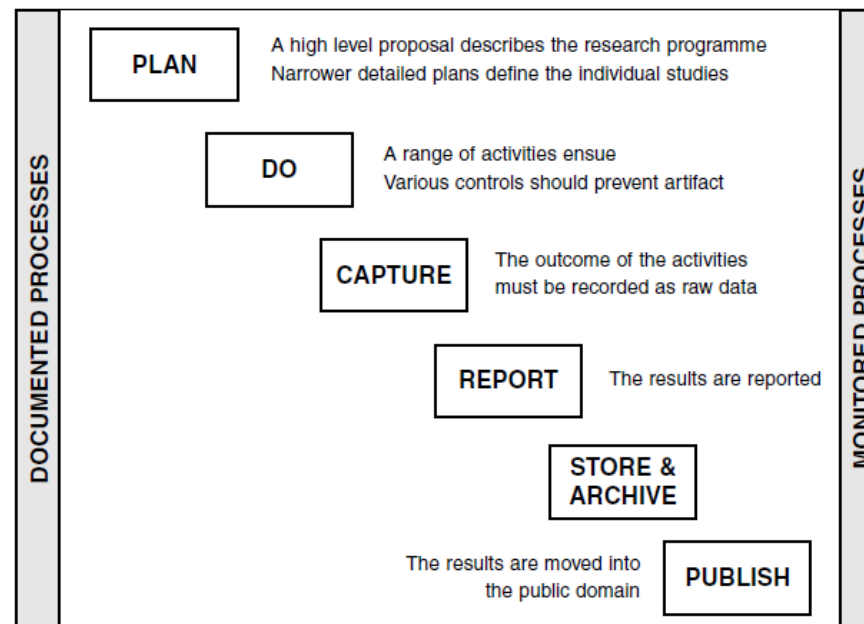 PLAN
A high level proposal describes the research programme
Narrower detailed plans define the individual studies
DO
A range of activities ensue
Various controls should prevent artifact
CAPTURE
The outcome of the activities
must be recorded as raw data
REPORT
The results are reported
STORE &
ARCHIVE
The results are moved into
the public domain
PUBLISH
DOCUMENTED PROCESSES
MONITORED PROCESSES